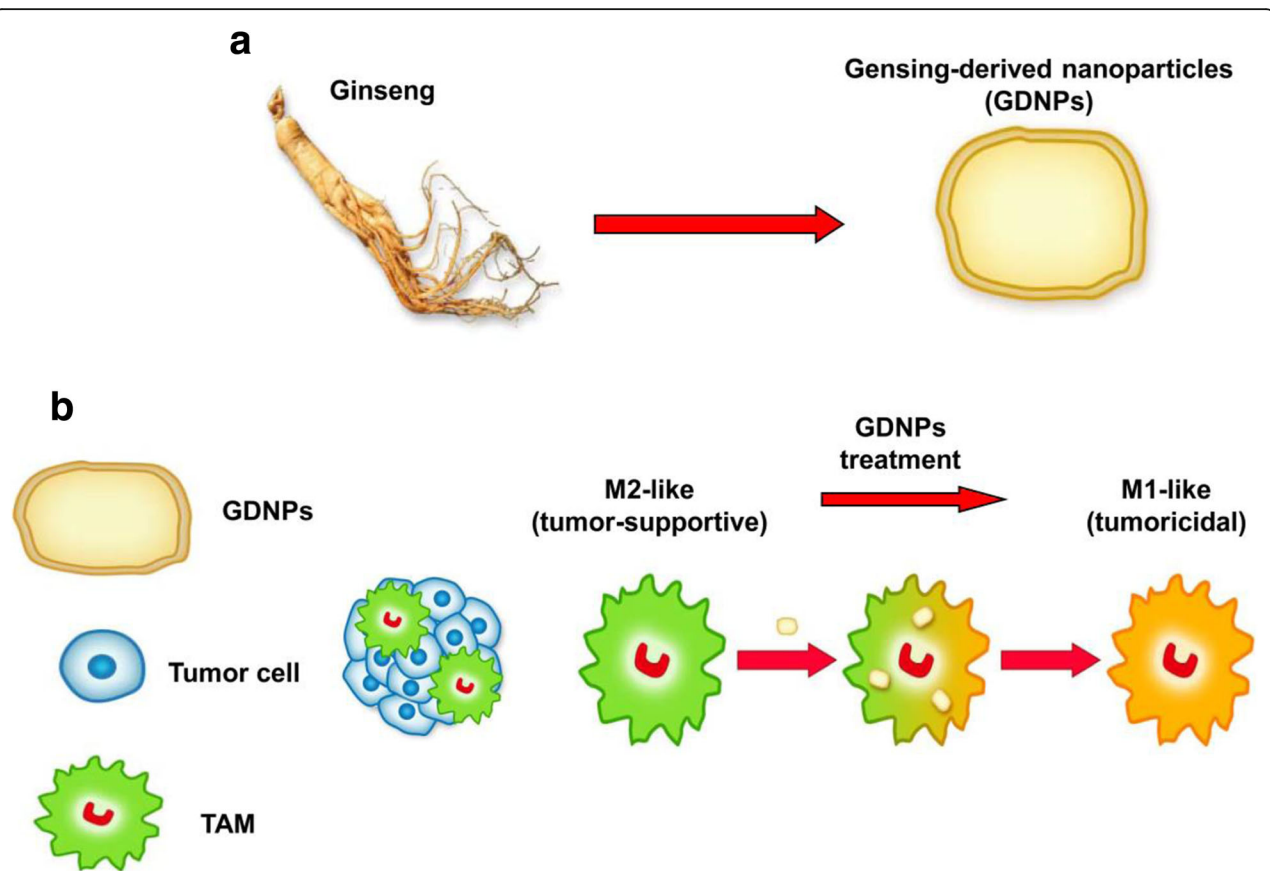 a
Ginseng
Gensing-derived nanoparticles
(GDNPs)
b
GDNPs
Tumor cell
TAM
GDNPs
treatment
M2-like
(tumor-supportive)
M1-like
(tumoricidal)